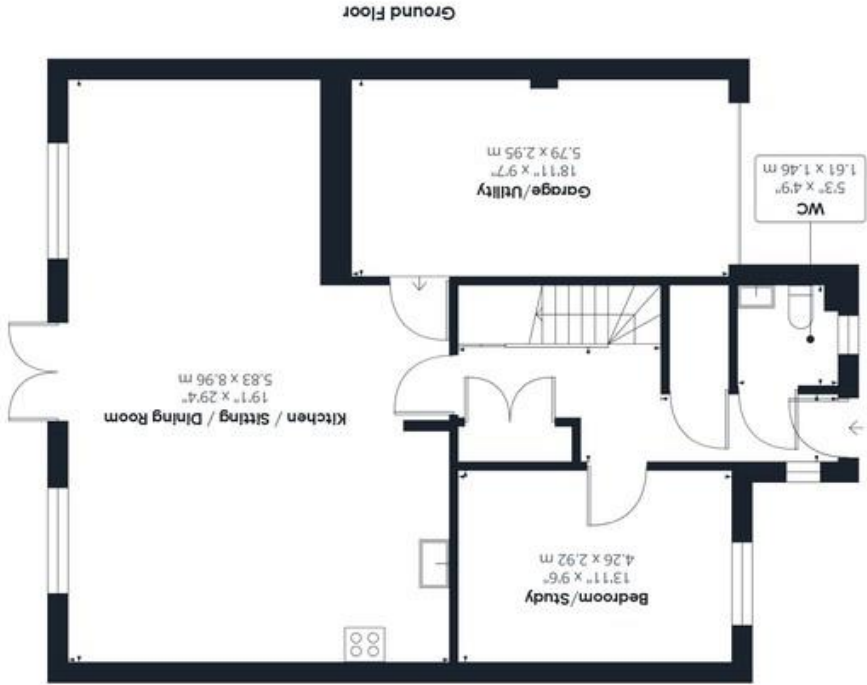 Bedroom/Study
13'11" x 9'6"
4.26 x 2.92 m
Kitchen / Sitting / Dining Room
19'1" x 29'4"
5.83 x 8.96 m
WC
5'3" x 4'9"
1.61 x 1.46 m
Garage/Utility
18'11" x 9'7"
5.79 x 2.95 m
Ground Floor